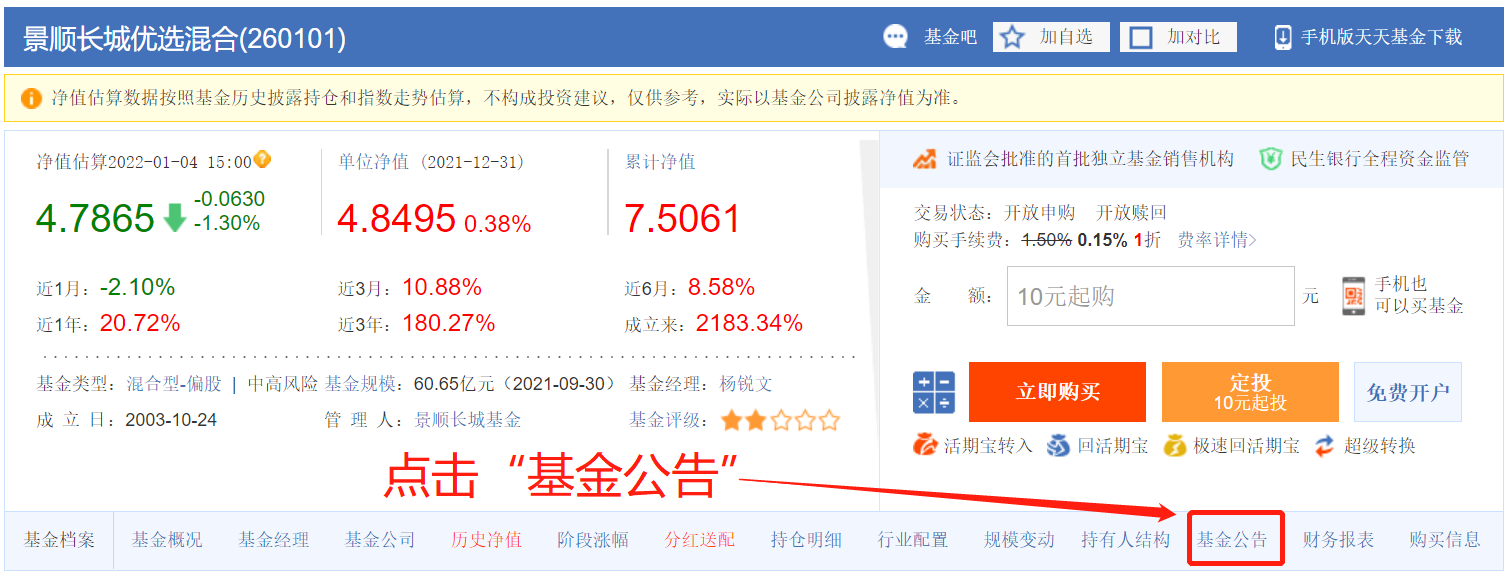 景顺长城优选混合(260101)
基金吧 加自选 加对比 手机版天天基金下载
净值估算数据按照基金历史披露持仓和指数走势估算，不构成投资建议，仅供参考，实际以基金公司披露净值为准。
净值估算2022-01-04 15:00 单位净值 (2021-12-31) 累计净值
4.7865 -0.0630 -1.30% 4.8495 0.38% 7.5061
近1月： -2.10% 近3月： 10.88% 近6月： 8.58%
近1年： 20.72% 近3年： 180.27% 成立来： 2183.34%
基金类型：混合型-偏股 | 中高风险 基金规模：60.65亿元（2021-09-30） 基金经理：杨锐文
成 立 日：2003-10-24 管 理 人：景顺长城基金 基金评级：
证监会批准的首批独立基金销售机构 民生银行全程资金监管
交易状态：开放申购 开放赎回
购买手续费：1.50% 0.15% 1折 费率详情>
金 额： 10元起购 元 手机也
可以买基金
立即购买 定投 免费开户
10元起投
活期宝转入 回活期宝 极速回活期宝 超级转换
点击“基金公告”
基金档案 基金概况 基金经理 基金公司 历史净值 阶段涨幅 分红送配 持仓明细 行业配置 规模变动 持有人结构 基金公告 财务报表 购买信息